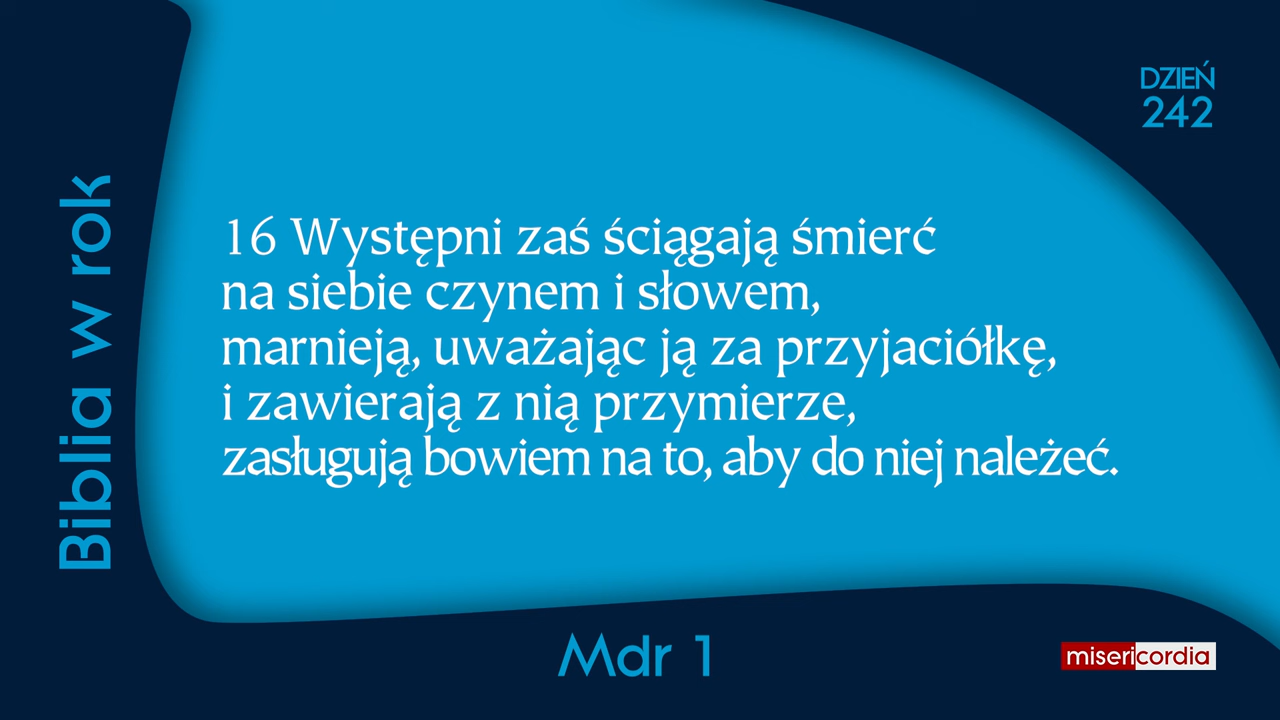 DZIEŃ
242
Biblia w rok
16 Występni zaś ściągają śmierć
na siebie czynem i słowem,
marnieją, uważając ją za przyjaciółkę,
i zawierają z nią przymierze,
zasługują bowiem na to, aby do niej należeć.
Mdr 1
misericordia